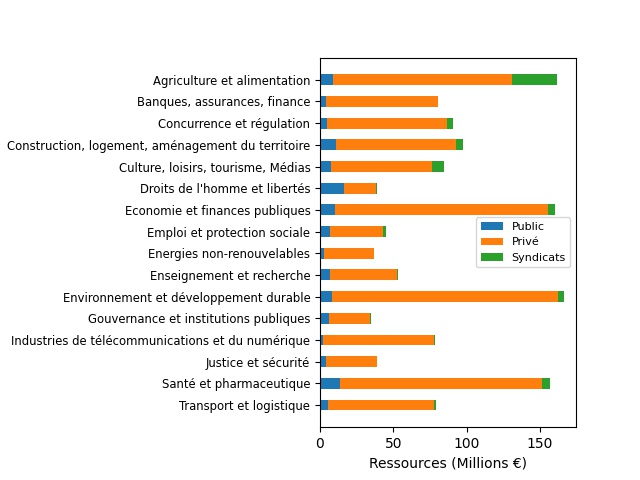 Agriculture et alimentation
Banques, assurances, finance
Concurrence et régulation
Construction, logement, aménagement du territoire
Culture, loisirs, tourisme, Médias
Droits de l'homme et libertés
Economie et finances publiques
Emploi et protection sociale
Energies non-renouvelables
Enseignement et recherche
Environnement et développement durable
Gouvernance et institutions publiques
Industries de télécommunications et du numérique
Justice et sécurité
Santé et pharmaceutique
Transport et logistique
Public
Privé
Syndicats
0 50 100 150
Ressources (Millions €)